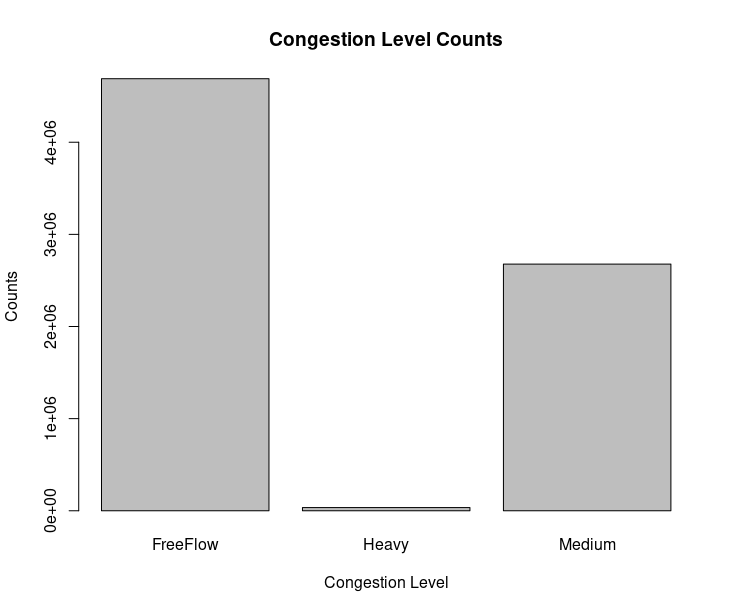 Congestion Level Counts
Counts
4e+06
3e+06
2e+06
1e+06
0e+00
FreeFlow
Heavy
Medium
Congestion Level